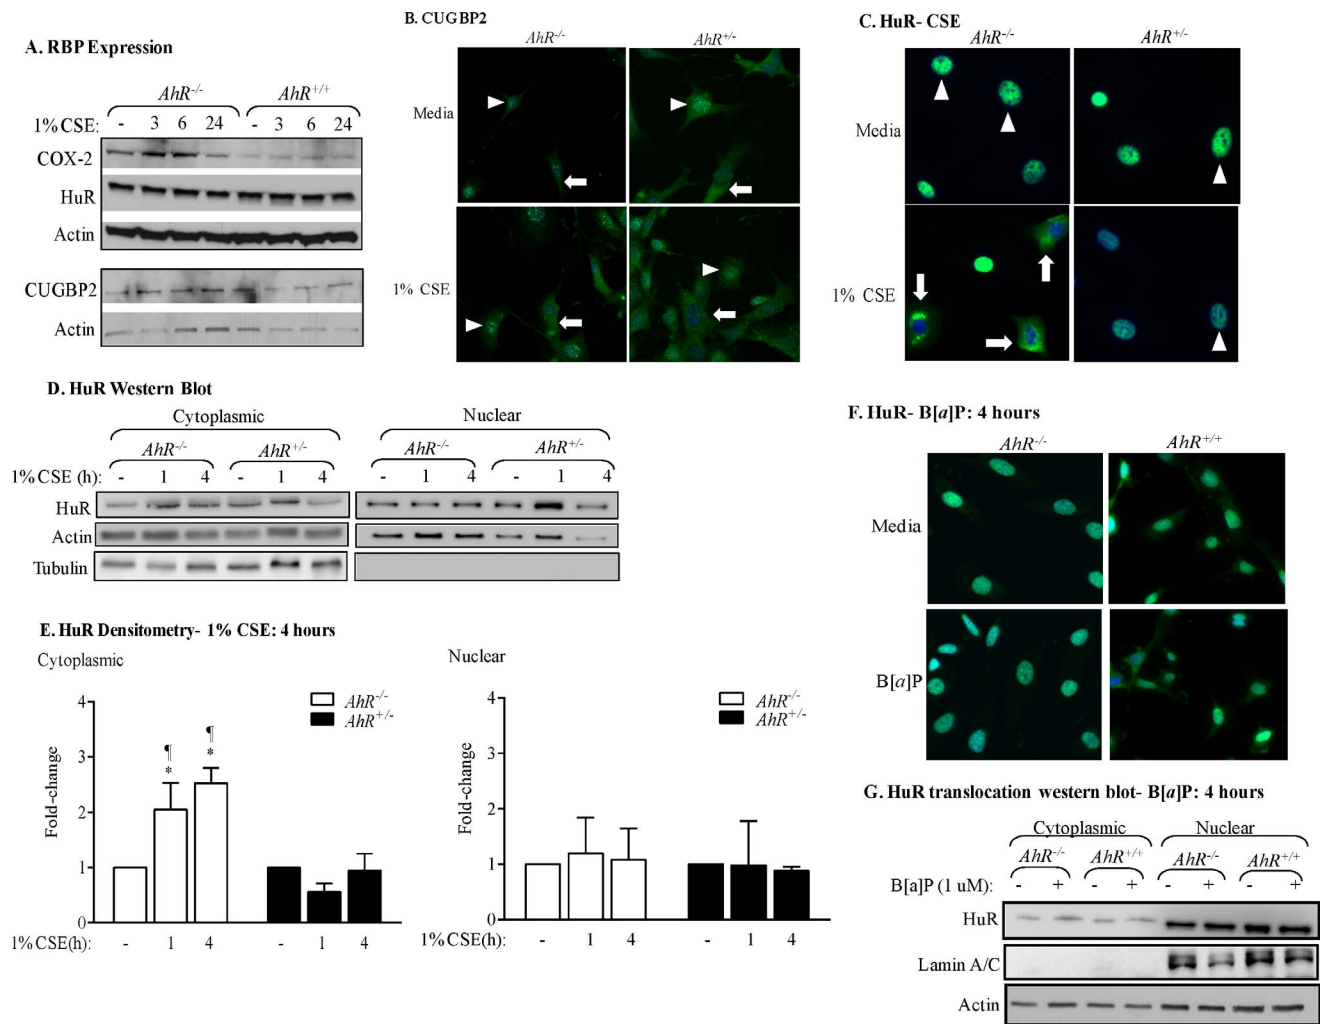 A. RBP Expression
AhR-/- AhR+/+
1% CSE: - 3 6 24 - 3 6 24
COX-2
HuR
Actin
CUGBP2
Actin
B. CUGBP2
AhR-/- AhR+/-
Media
1% CSE
C. HuR- CSE
AhR-/- AhR+/-
Media
1% CSE
D. HuR Western Blot
Cytoplasmic Nuclear
AhR-/- AhR+/- AhR-/- AhR+/-
1% CSE (h) - 1 4 - 1 4 - 1 4 - 1 4
HuR
Actin
Tubulin
E. HuR Densitometry- 1% CSE: 4 hours
Cytoplasmic
Fold-change
4
3
2
1
0
¶ ¶
* *
AhR-/-
AhR+/-
1% CSE(h): - 1 4 - 1 4
Nuclear
Fold-change
4
3
2
1
0
AhR-/-
AhR+/-
1% CSE(h): - 1 4 - 1 4
F. HuR- B[a]P: 4 hours
AhR-/- AhR+/+
Media
B[a]P
G. HuR translocation western blot- B[a]P: 4 hours
Cytoplasmic Nuclear
AhR-/- AhR+/+ AhR-/- AhR+/+
B[a]P (1 uM): - + - + - + - +
HuR
Lamin A/C
Actin